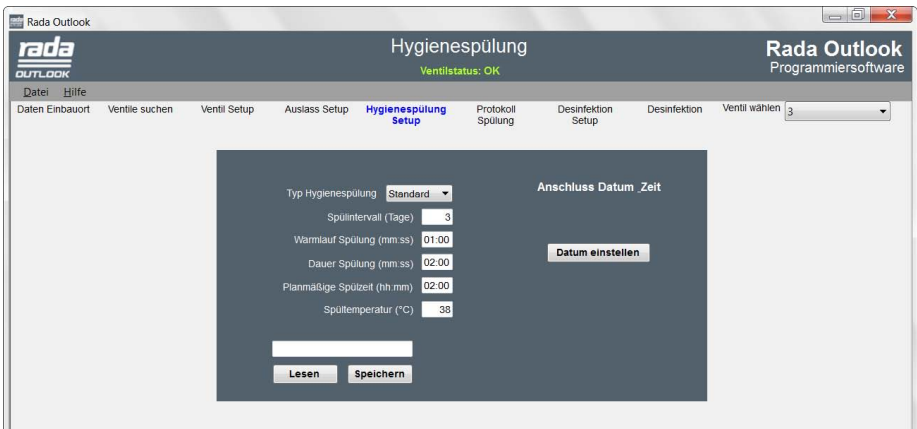 Rada Outlook
rada
OUTLOOK
Hygienespülung
Ventilstatus: OK
Rada Outlook
Programmiersoftware
Datei Hilfe
Daten Einbauort Ventile suchen Ventil Setup Auslass Setup Hygienespülung Setup Protokoll Spülung Desinfektion Setup Desinfektion Ventil wählen 3
Typ Hygienespülung Standard
Anschluss Datum _Zeit
Spülintervall (Tage) 3
Warmlauf Spülung (mm:ss) 01:00
Datum einstellen
Dauer Spülung (mm:ss) 02:00
Planmäßige Spülzeit (hh:mm) 02:00
Spültemperatur (°C) 38
Lesen Speichern